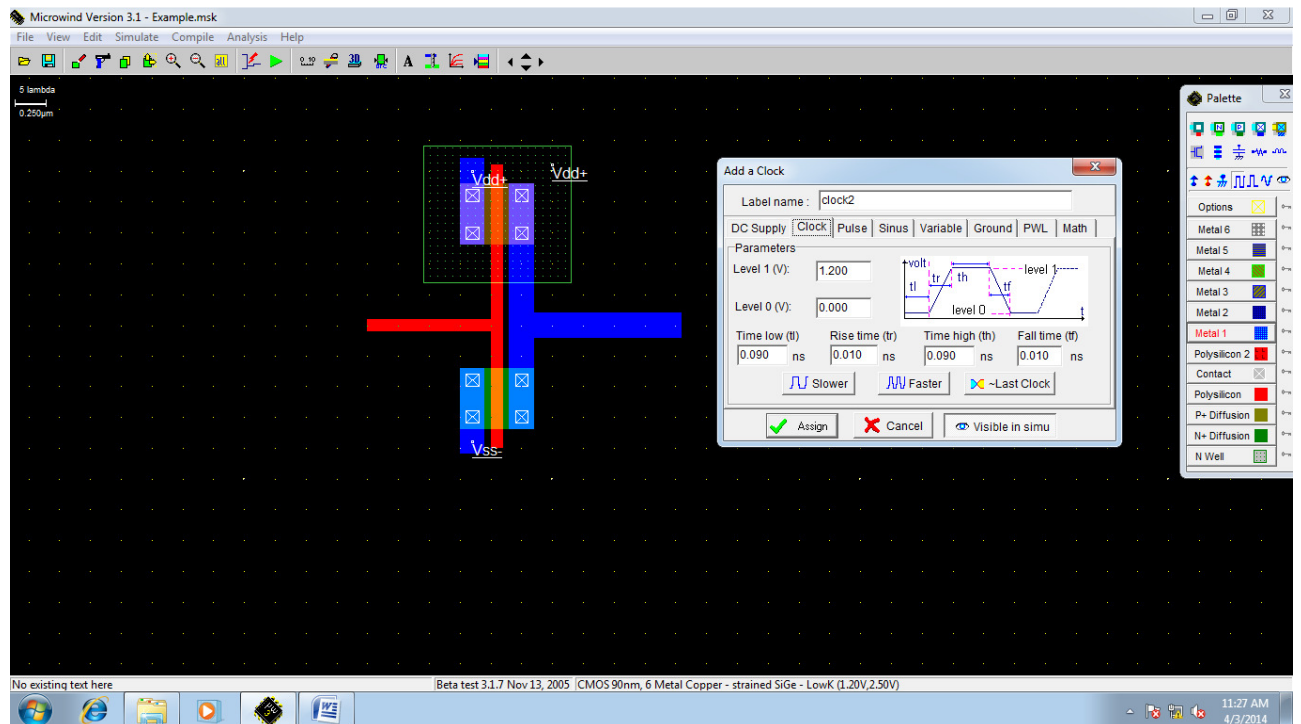 Microwind Version 3.1 - Example.msk
File View Edit Simulate Compile Analysis Help
A
5 lambda
0.250μm
Vdd+
Vdd+
Vss-
Add a Clock
Label name : clock2
DC Supply Clock Pulse Sinus Variable Ground PWL Math
Parameters
Level 1 (V): 1.200
Level 0 (V): 0.000
volt
tl tr th tf
level 1
level 0
t
Time low (tl) Rise time (tr) Time high (th) Fall time (tf)
0.090 ns 0.010 ns 0.090 ns 0.010 ns
Slower Faster ~Last Clock
Assign Cancel Visible in simu
Palette
Options
Metal 6
Metal 5
Metal 4
Metal 3
Metal 2
Metal 1
Polysilicon 2
Contact
Polysilicon
P+ Diffusion
N+ Diffusion
N Well
No existing text here
Beta test 3.1.7 Nov 13, 2005 CMOS 90nm, 6 Metal Copper - strained SiGe - LowK (1.20V,2.50V)
11:27 AM
4/3/2014